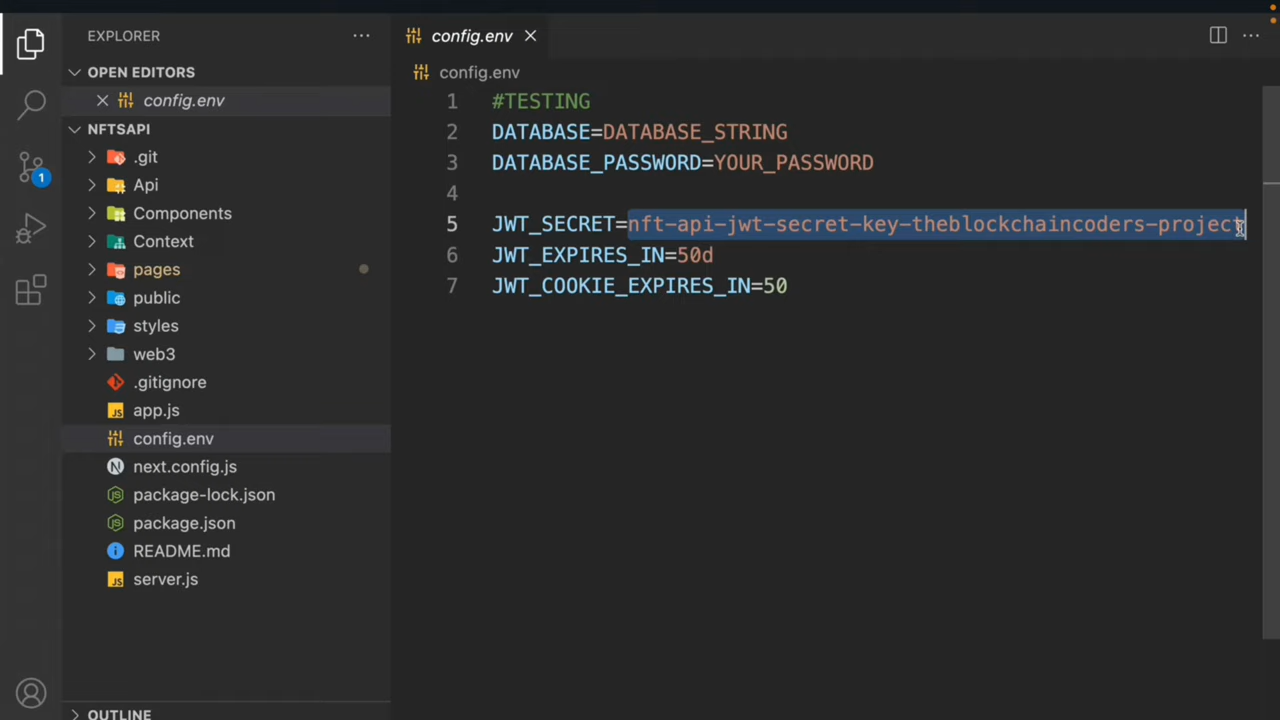 EXPLORER
OPEN EDITORS
config.env
NFTSAPI
.git
Api
Components
Context
pages
public
styles
web3
.gitignore
app.js
config.env
next.config.js
package-lock.json
package.json
README.md
server.js
OUTLINE
1
config.env
config.env
1 #TESTING
2 DATABASE=DATABASE_STRING
3 DATABASE_PASSWORD=YOUR_PASSWORD
4
5 JWT_SECRET=nft-api-jwt-secret-key-theblockchaincoders-project
6 JWT_EXPIRES_IN=50d
7 JWT_COOKIE_EXPIRES_IN=50